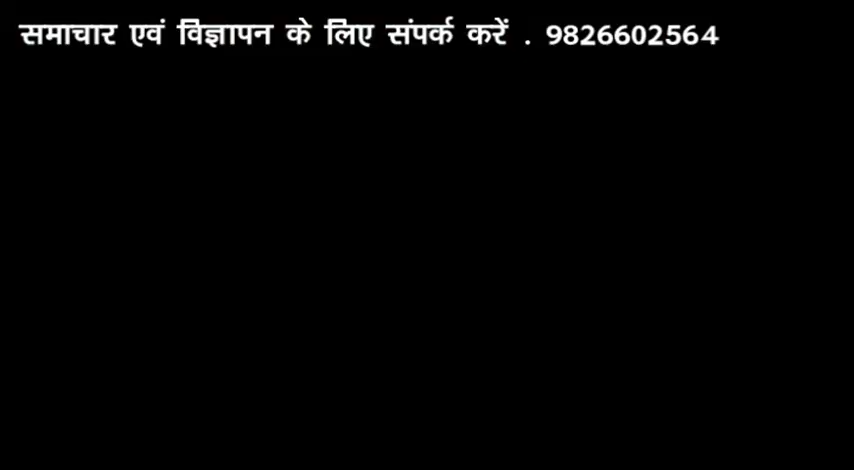 समाचार एवं विज्ञापन के लिए संपर्क करें . 9826602564